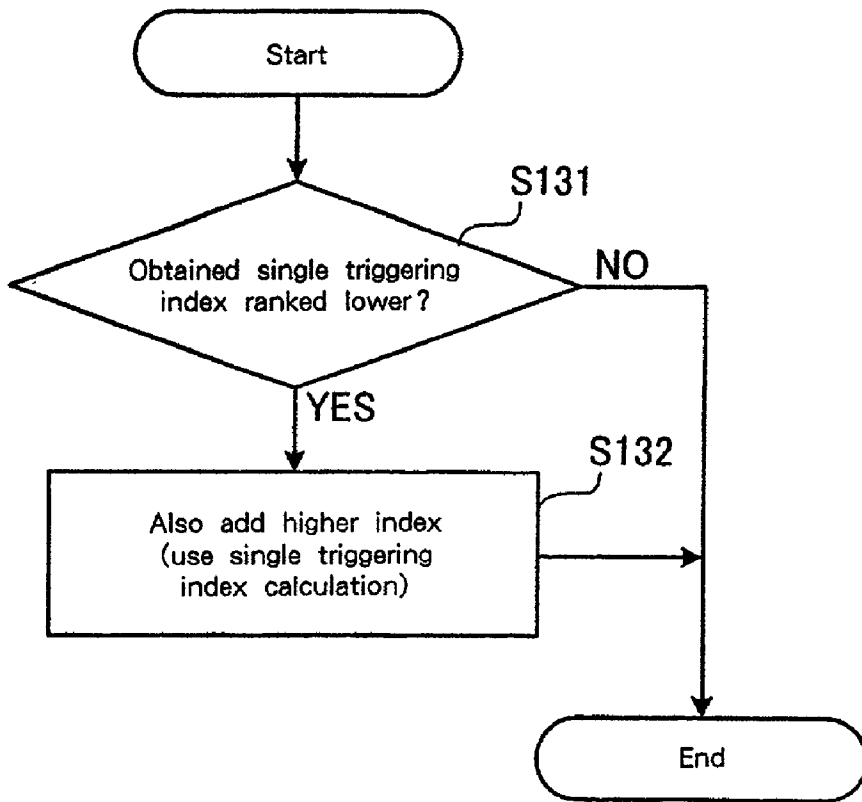 Start
S131
Obtained single triggering
index ranked lower?
NO
YES
S132
Also add higher index
(use single triggering
index calculation)
End